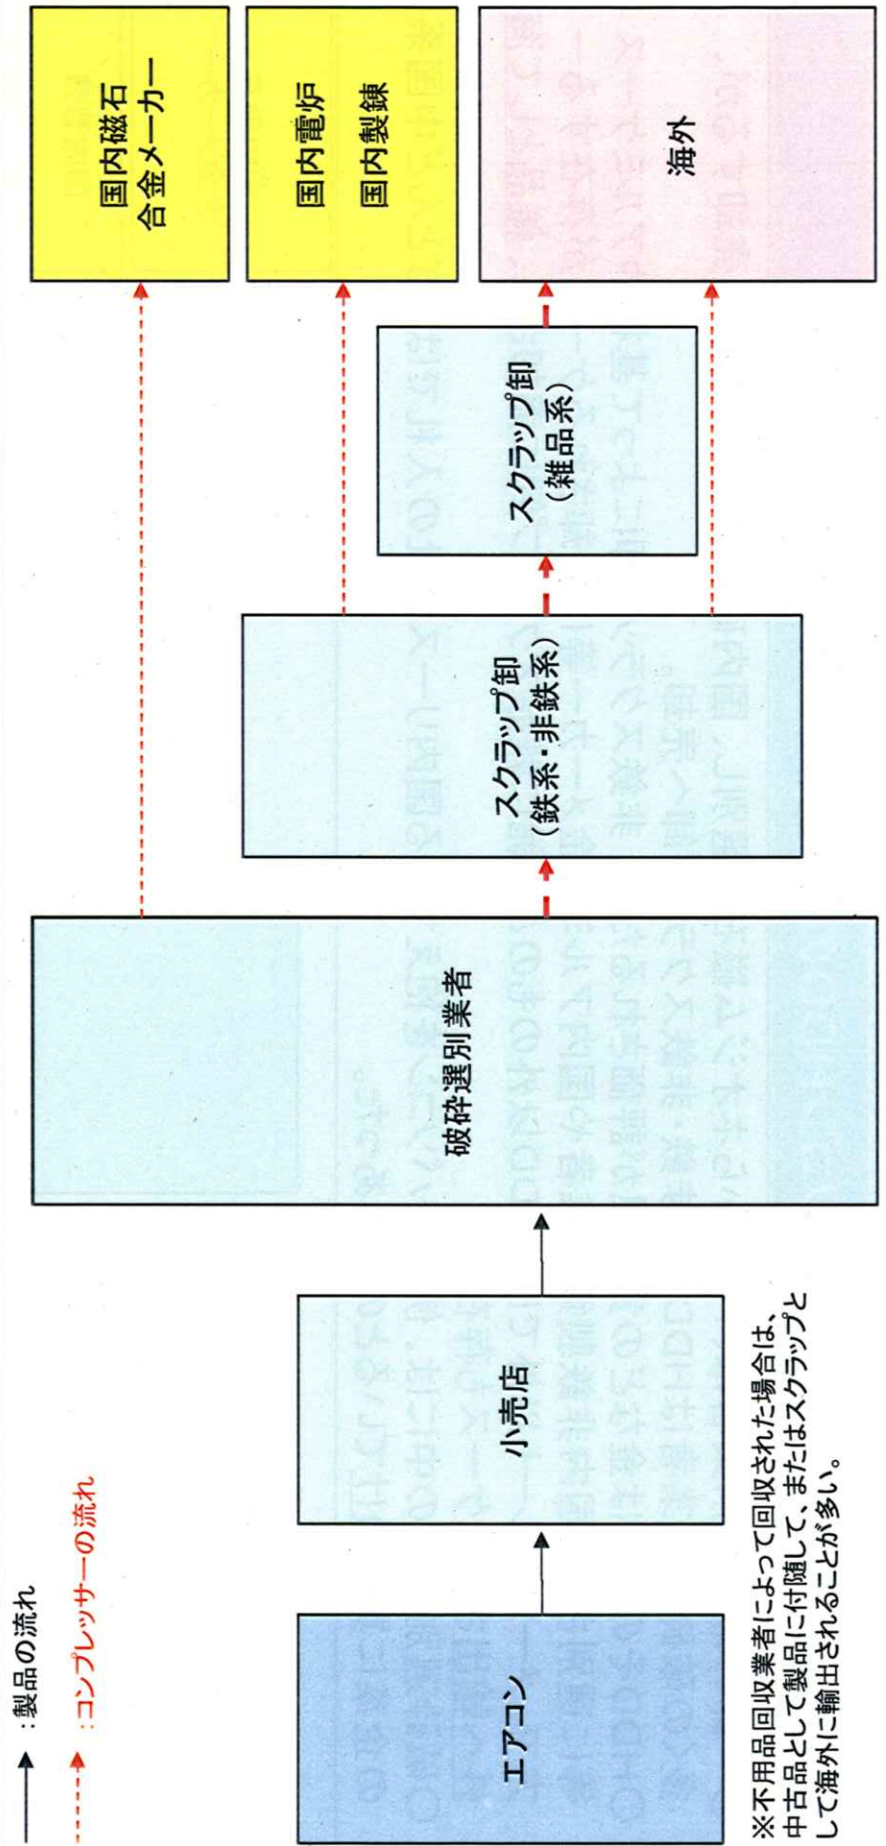 :製品の流れ
:コンプレッサーの流れ
エアコン
小売店
破砕選別業者
スクラップ卸
（鉄系・非鉄系）
スクラップ卸
（雑品系）
国内磁石
合金メーカー
国内電炉
国内製錬
海外
※不用品回収業者によって回収された場合は、
中古品として製品に付随して、またはスクラップと
して海外に輸出されることが多い。